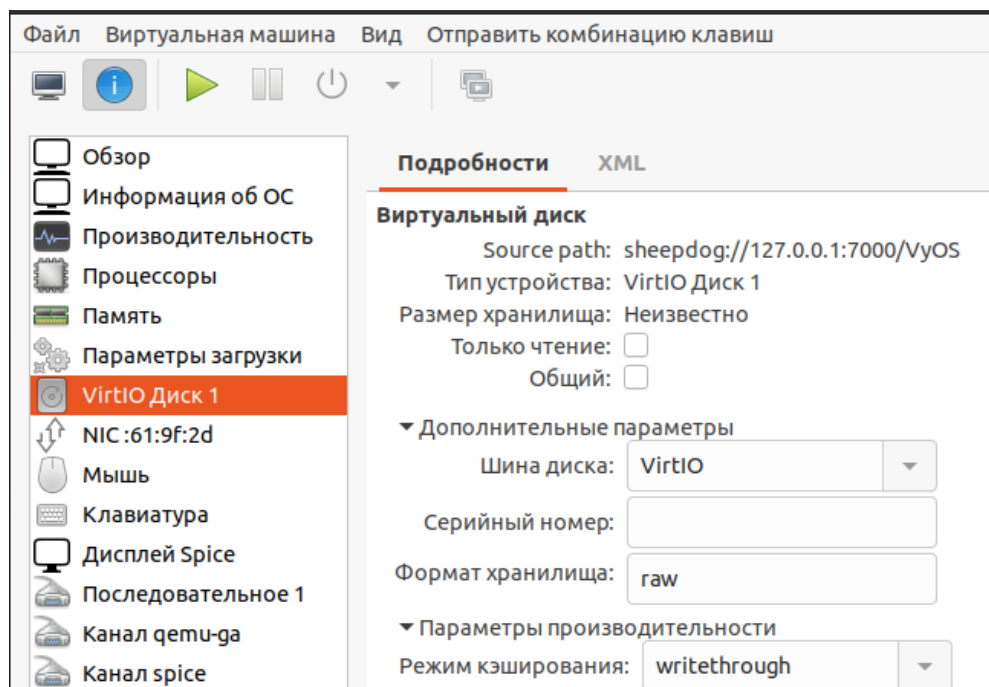 Файл Виртуальная машина Вид Отправить комбинацию клавиш
Обзор
Информация об ОС
Производительность
Процессоры
Память
Параметры загрузки
VirtIO Диск 1
NIC :61:9f:2d
Мышь
Клавиатура
Дисплей Spice
Последовательное 1
Канал qemu-ga
Канал spice
Подробности XML
Виртуальный диск
Source path: sheepdog://127.0.0.1:7000/VyOS
Тип устройства: VirtIO Диск 1
Размер хранилища: Неизвестно
Только чтение:
Общий:
Дополнительные параметры
Шина диска: VirtIO
Серийный номер:
Формат хранилища: raw
Параметры производительности
Режим кэширования: writethrough